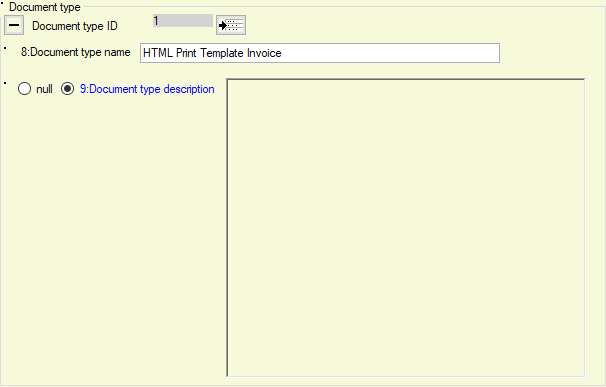 Document type
Document type ID 1
8:Document type name HTML Print Template Invoice
null 9:Document type description